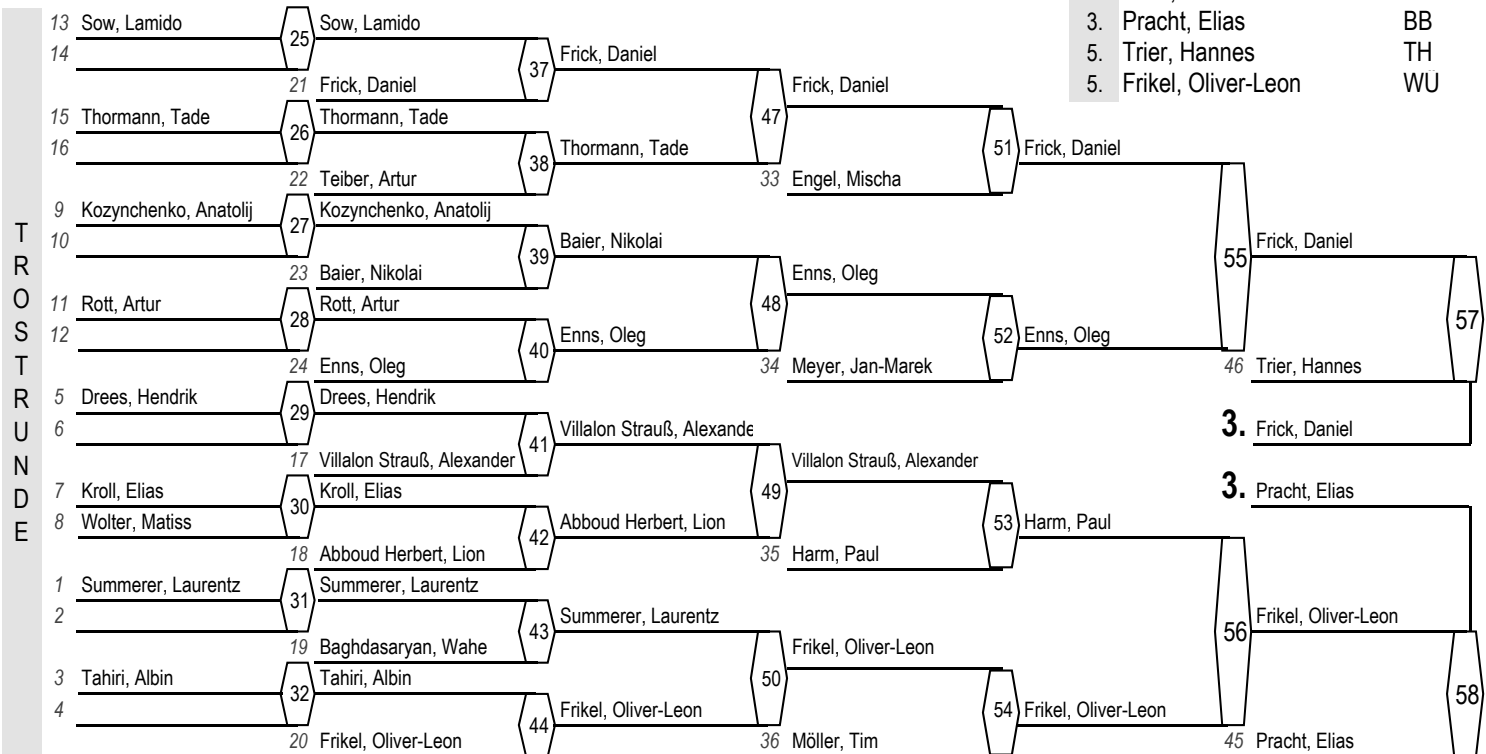 3. Pracht, Elias BB
5. Trier, Hannes TH
5. Frikel, Oliver-Leon WÜ
TROSTRUNDE
13 Sow, Lamido
14
15 Thormann, Tade
16
9 Kozynchenko, Anatolij
10
11 Rott, Artur
12
5 Drees, Hendrik
6
7 Kroll, Elias
8 Wolter, Matiss
1 Summerer, Laurentz
2
3 Tahiri, Albin
4
25
26
27
28
29
30
31
32
Sow, Lamido
21 Frick, Daniel
Thormann, Tade
22 Teiber, Artur
Kozynchenko, Anatolij
23 Baier, Nikolai
Rott, Artur
24 Enns, Oleg
Drees, Hendrik
17 Villalon Strauß, Alexander
Kroll, Elias
18 Abboud Herbert, Lion
Summerer, Laurentz
19 Baghdasaryan, Wahe
Tahiri, Albin
20 Frikel, Oliver-Leon
37
38
39
40
41
42
43
44
Frick, Daniel
Thormann, Tade
Baier, Nikolai
Enns, Oleg
Villalon Strauß, Alexande
Abboud Herbert, Lion
Summerer, Laurentz
Frikel, Oliver-Leon
47
48
49
50
Frick, Daniel
33 Engel, Mischa
Enns, Oleg
34 Meyer, Jan-Marek
Villalon Strauß, Alexander
35 Harm, Paul
Frikel, Oliver-Leon
36 Möller, Tim
51
52
53
54
Frick, Daniel
Enns, Oleg
Harm, Paul
Frikel, Oliver-Leon
55
56
Frick, Daniel
46 Trier, Hannes
3. Frick, Daniel
3. Pracht, Elias
Frikel, Oliver-Leon
45 Pracht, Elias
57
58